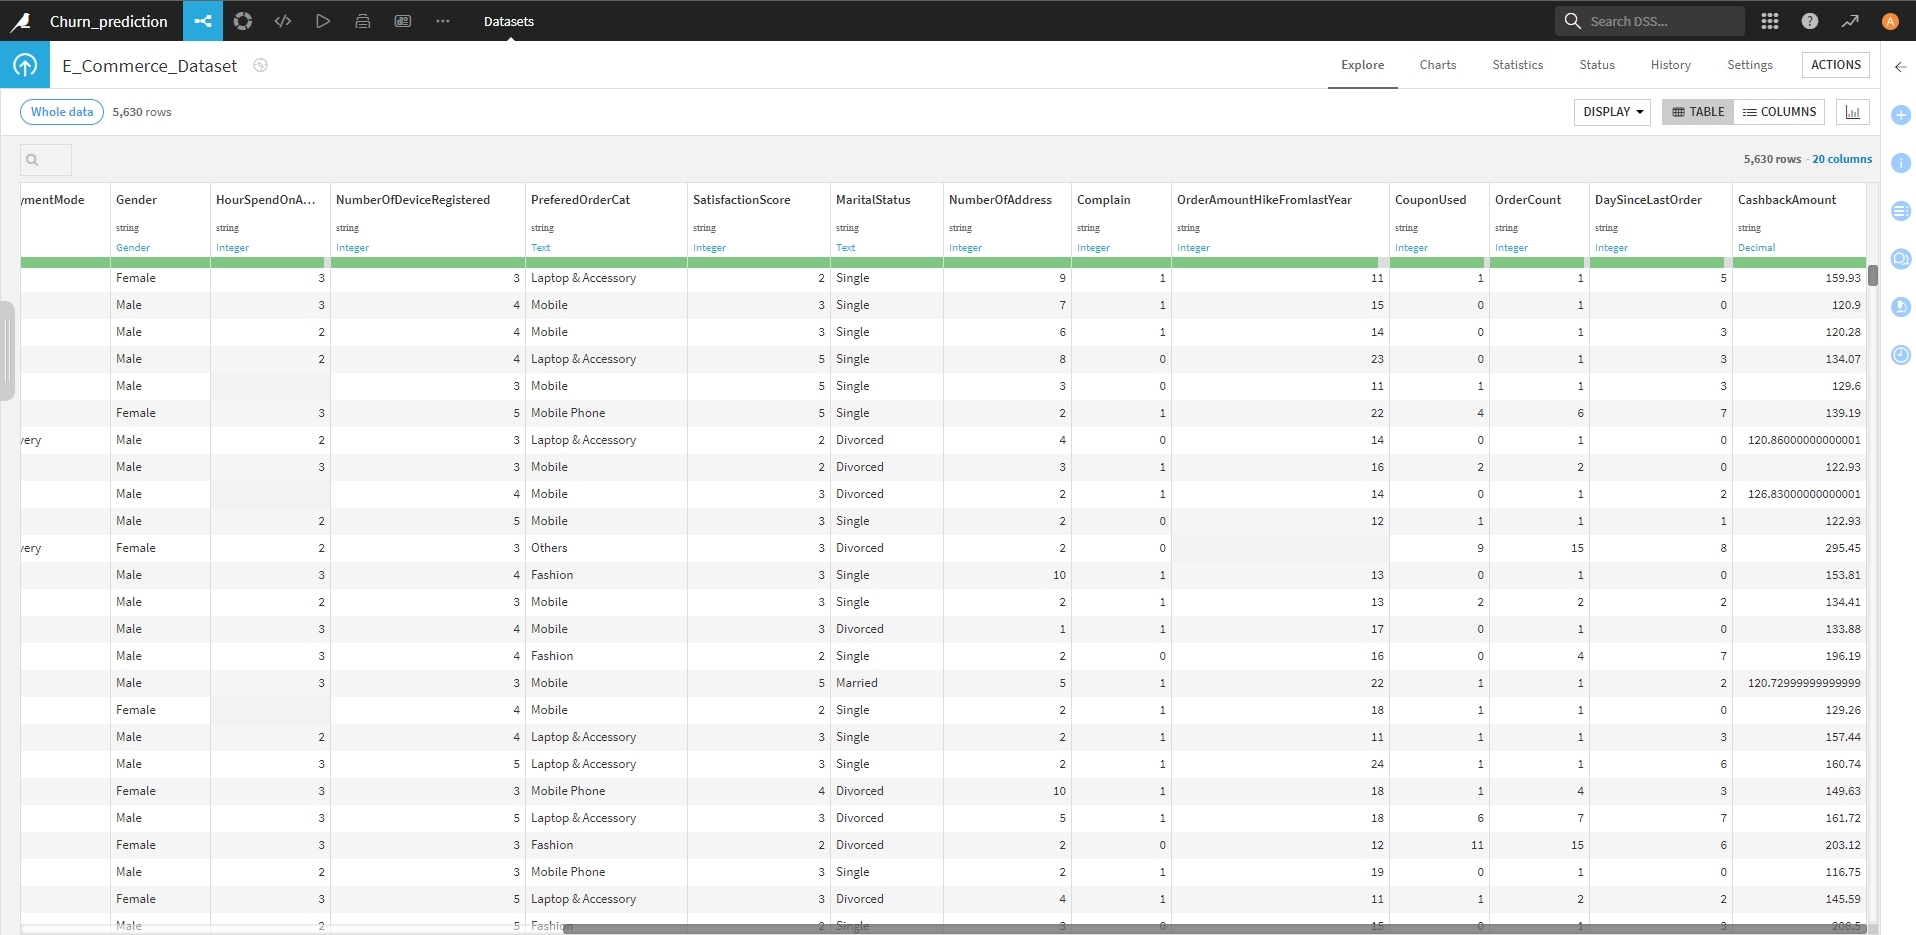 Churn_prediction Datasets Search DSS... A
E_Commerce_Dataset Explore Charts Statistics Status History Settings ACTIONS
Whole data 5,630 rows DISPLAY TABLE COLUMNS
5,630 rows - 20 columns
ymentMode Gender HourSpendOnA... NumberOfDeviceRegistered PreferedOrderCat SatisfactionScore MaritalStatus NumberOfAddress Complain OrderAmountHikeFromlastYear CouponUsed OrderCount DaySinceLastOrder CashbackAmount
string string string string string string string string string string string string string
Gender Integer Integer Text Integer Text Integer Integer Integer Integer Integer Integer Decimal
Female 3 3 Laptop & Accessory 2 Single 9 1 11 1 1 5 159.93
Male 3 4 Mobile 3 Single 7 1 15 0 1 0 120.9
Male 2 4 Mobile 3 Single 6 1 14 0 1 3 120.28
Male 2 4 Laptop & Accessory 5 Single 8 0 23 0 1 3 134.07
Male 3 Mobile 5 Single 3 0 11 1 1 3 129.6
Female 3 5 Mobile Phone 5 Single 2 1 22 4 6 7 139.19
very Male 2 3 Laptop & Accessory 2 Divorced 4 0 14 0 1 0 120.86000000000001
Male 3 3 Mobile 2 Divorced 3 1 16 2 2 0 122.93
Male 4 Mobile 3 Divorced 2 1 14 0 1 2 126.83000000000001
Male 2 5 Mobile 3 Single 2 0 12 1 1 1 122.93
very Female 2 3 Others 3 Divorced 2 0 9 15 8 295.45
Male 3 4 Fashion 3 Single 10 1 13 0 1 0 153.81
Male 2 3 Mobile 3 Single 2 1 13 2 2 2 134.41
Male 3 4 Mobile 3 Divorced 1 1 17 0 1 0 133.88
Male 3 4 Fashion 2 Single 2 0 16 0 4 7 196.19
Male 3 3 Mobile 5 Married 5 1 22 1 1 2 120.72999999999999
Female 4 Mobile 2 Single 2 1 18 1 1 0 129.26
Male 2 4 Laptop & Accessory 3 Single 2 1 11 1 1 3 157.44
Male 3 5 Laptop & Accessory 3 Single 2 1 24 1 1 6 160.74
Female 3 3 Mobile Phone 4 Divorced 10 1 18 1 4 3 149.63
Male 3 5 Laptop & Accessory 3 Divorced 5 1 18 6 7 7 161.72
Female 3 3 Fashion 2 Divorced 2 0 12 11 15 6 203.12
Male 2 3 Mobile Phone 3 Single 2 1 19 0 1 0 116.75
Female 3 5 Laptop & Accessory 3 Divorced 4 1 11 1 2 2 145.59
Male 2 5 Fashion 2 Single 3 0 15 0 1 3 206.5